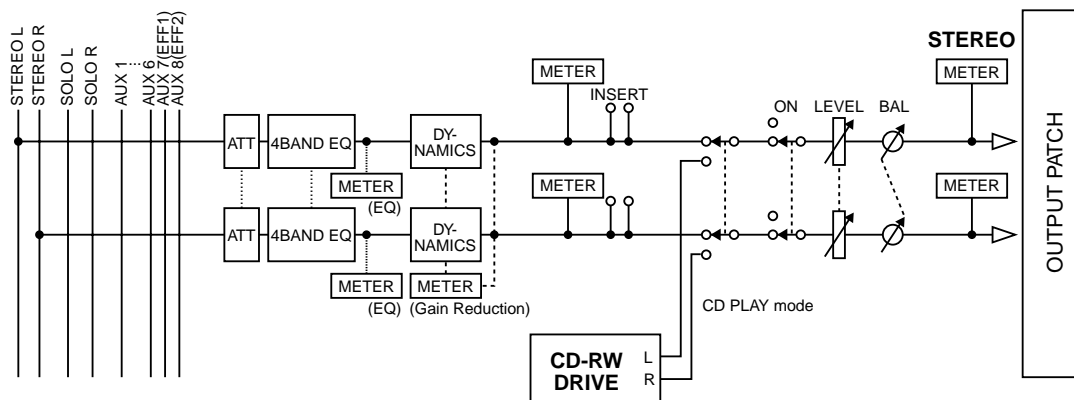 STEREO L
STEREO R
SOLO L
SOLO R
AUX 1
...
AUX 6
AUX 7(EFF1)
AUX 8(EFF2)
STEREO
METER
METER
INSERT
ON
LEVEL
BAL
ATT
4BAND EQ
DY-
NAMICS
METER
(EQ)
METER
METER
ATT
4BAND EQ
DY-
NAMICS
METER
(EQ)
METER
(Gain Reduction)
CD PLAY mode
CD-RW
DRIVE
L
R
OUTPUT PATCH